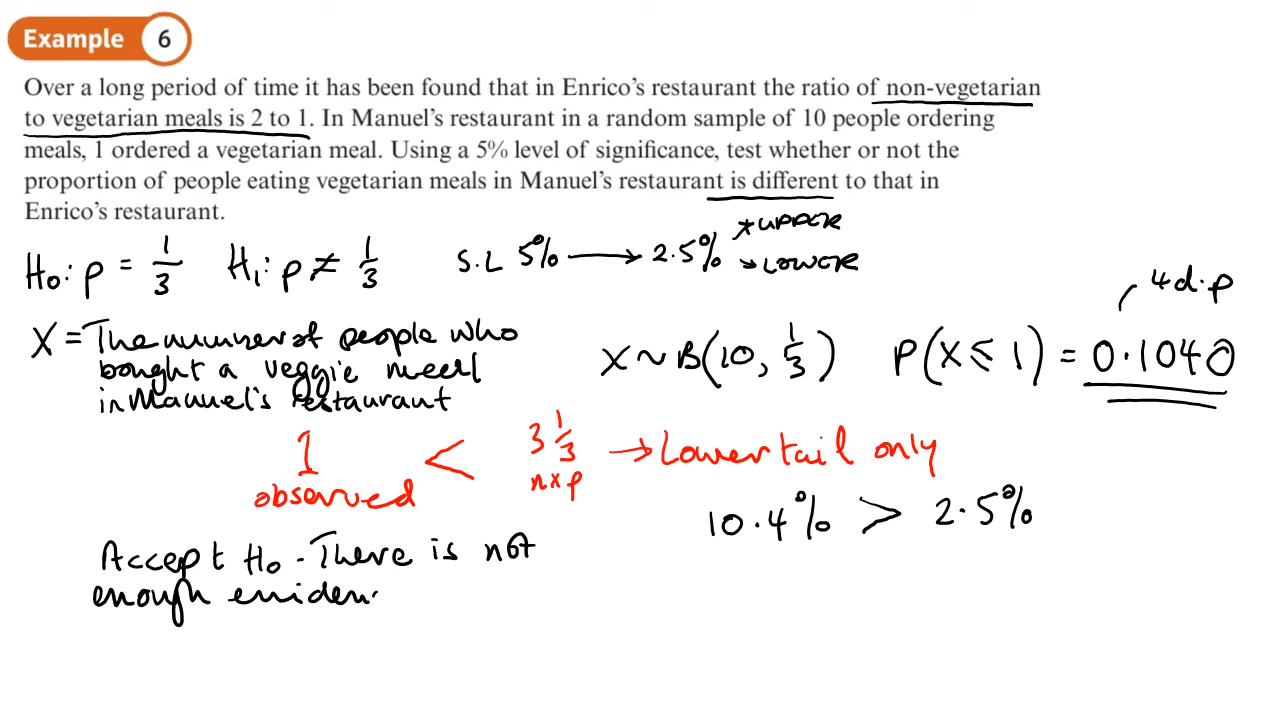 Example 6
Over a long period of time it has been found that in Enrico's restaurant the ratio of non-vegetarian
to vegetarian meals is 2 to 1. In Manuel's restaurant in a random sample of 10 people ordering
meals, 1 ordered a vegetarian meal. Using a 5% level of significance, test whether or not the
proportion of people eating vegetarian meals in Manuel's restaurant is different to that in
Enrico's restaurant.
H₀: p = 1/3 H₁: p ≠ 1/3 S.L 5% → 2.5% UPPER
LOWER
4d.p
X = The number of people who
bought a veggie meal
in Manuel's restaurant
X ~ B(10, 1/3) P(X ≤ 1) = 0.1040
1 < 3 1/3 → Lower tail only
observed n×p
10.4% > 2.5%
Accept H₀. There is not
enough eviden